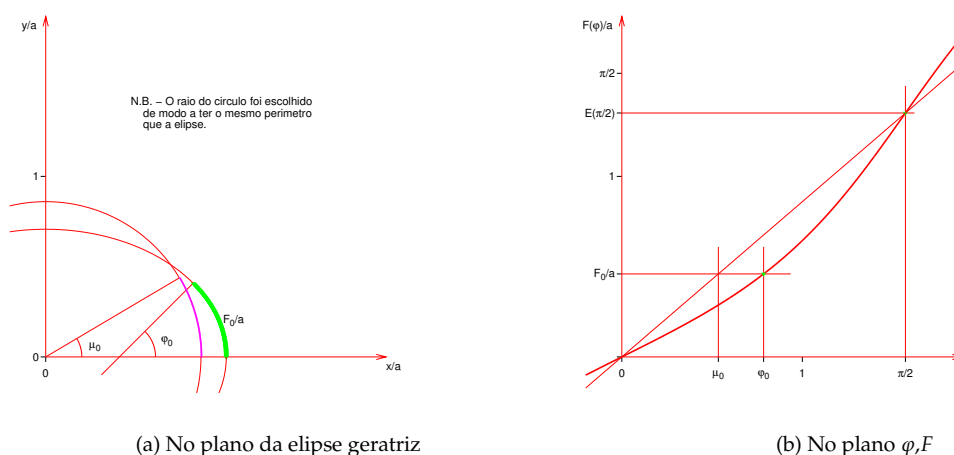 y/a
N.B. − O raio do circulo foi escolhido
de modo a ter o mesmo perimetro
que a elipse.
1
F0/a
μ0
φ0
0
0
x/a
(a) No plano da elipse geratriz
F(φ)/a
π/2
E(π/2)
1
F0/a
0
μ0
φ0
1
π/2
(b) No plano φ,F